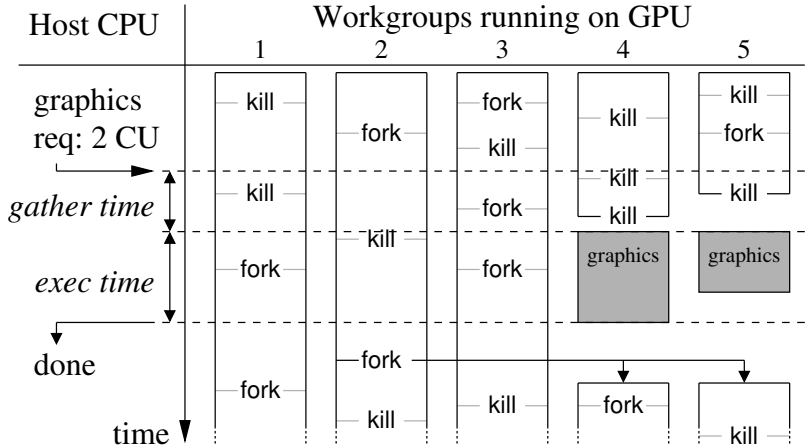 Host CPU
Workgroups running on GPU
1 2 3 4 5
graphics
req: 2 CU
gather time
exec time
done
time
kill
kill
fork
fork
fork
kill
fork
kill
fork
kill
fork
fork
kill
kill
kill
kill
graphics
fork
kill
fork
kill
graphics
kill